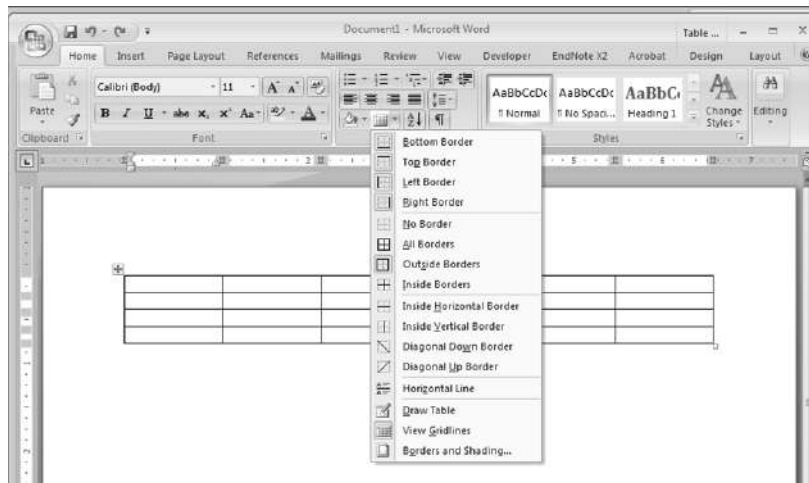 Document1 - Microsoft Word
Table ...
Home Insert Page Layout References Mailings Review View Developer EndNote X2 Acrobat Design Layout
Calibri (Body) 11
Paste
B I U abc x, x' Aa A
Clipboard
Font
AaBbCcDc AaBbCcDc AaBbC
¶ Normal ¶ No Spaci... Heading 1
Change Styles
Editing
Styles
Bottom Border
Top Border
Left Border
Right Border
No Border
All Borders
Outside Borders
Inside Borders
Inside Horizontal Border
Inside Vertical Border
Diagonal Down Border
Diagonal Up Border
Horizontal Line
Draw Table
View Gridlines
Borders and Shading...